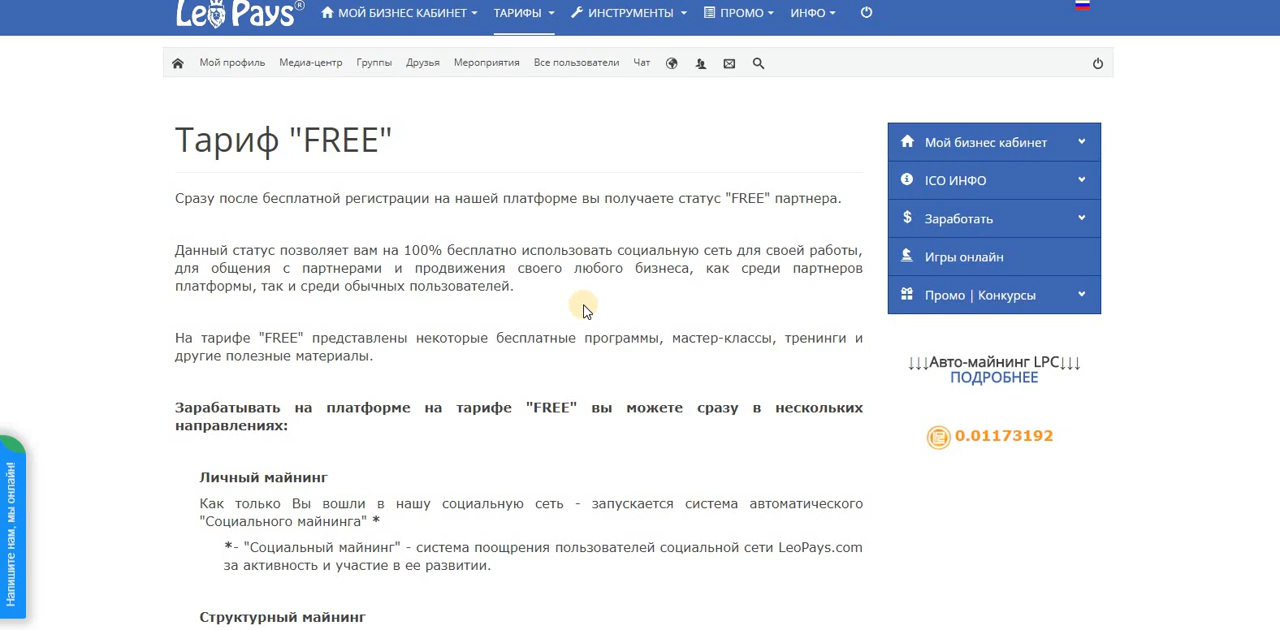 LeoPays®
МОЙ БИЗНЕС КАБИНЕТ ТАРИФЫ ИНСТРУМЕНТЫ ПРОМО ИНФО
Мой профиль Медиа-центр Группы Друзья Мероприятия Все пользователи Чат
Тариф "FREE"
Сразу после бесплатной регистрации на нашей платформе вы получаете статус "FREE" партнера.
Данный статус позволяет вам на 100% бесплатно использовать социальную сеть для своей работы,
для общения с партнерами и продвижения своего любого бизнеса, как среди партнеров
платформы, так и среди обычных пользователей.
На тарифе "FREE" представлены некоторые бесплатные программы, мастер-классы, тренинги и
другие полезные материалы.
Зарабатывать на платформе на тарифе "FREE" вы можете сразу в нескольких
направлениях:
Личный майнинг
Как только Вы вошли в нашу социальную сеть - запускается система автоматического
"Социального майнинга" *
*- "Социальный майнинг" - система поощрения пользователей социальной сети LeoPays.com
за активность и участие в ее развитии.
Структурный майнинг
Мой бизнес кабинет
ICO ИНФО
Заработать
Игры онлайн
Промо | Конкурсы
↓↓↓Авто-майнинг LPC↓↓↓
ПОДРОБНЕЕ
0.01173192
Напишите нам, мы онлайн!